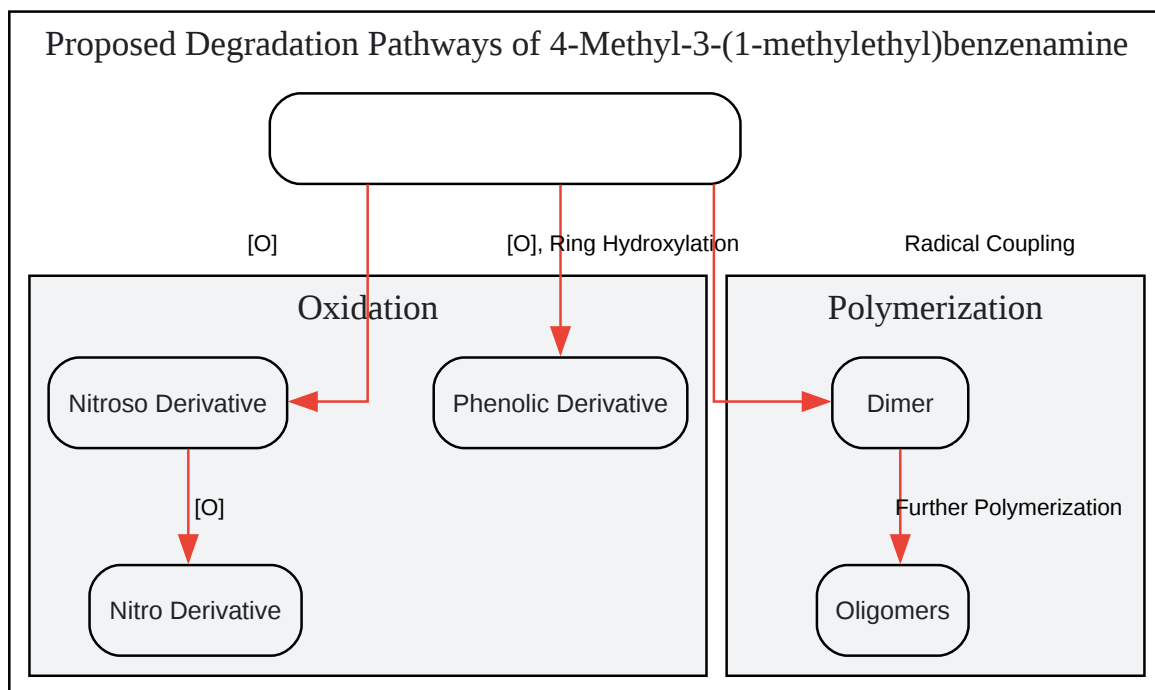 Proposed Degradation Pathways of 4-Methyl-3-(1-methylethyl)benzenamine
[O]
[O], Ring Hydroxylation
Radical Coupling
Oxidation
Polymerization
Nitroso Derivative
Phenolic Derivative
Dimer
[O]
Further Polymerization
Nitro Derivative
Oligomers